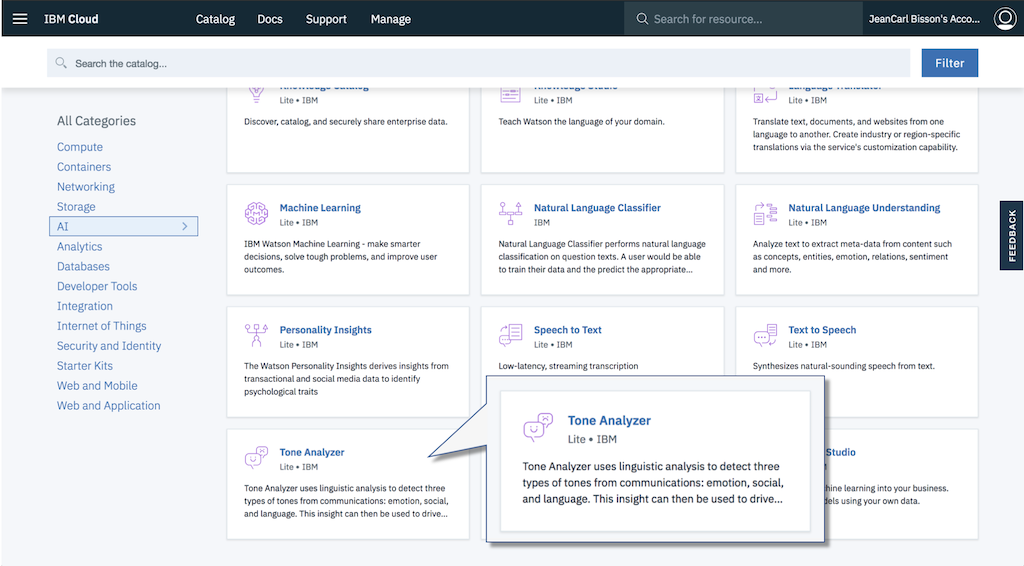 IBM Cloud
Catalog
Docs
Support
Manage
Search for resource...
JeanCarl Bisson's Acco...
Search the catalog...
Filter
All Categories
Compute
Containers
Networking
Storage
AI
Analytics
Databases
Developer Tools
Integration
Internet of Things
Security and Identity
Starter Kits
Web and Mobile
Web and Application
Knowledge Catalog
Lite • IBM
Discover, catalog, and securely share enterprise data.
Knowledge Studio
Lite • IBM
Teach Watson the language of your domain.
Language Translator
Lite • IBM
Translate text, documents, and websites from one
language to another. Create industry or region-specific
translations via the service's customization capability.
Machine Learning
Lite • IBM
IBM Watson Machine Learning - make smarter
decisions, solve tough problems, and improve user
outcomes.
Natural Language Classifier
IBM
Natural Language Classifier performs natural language
classification on question texts. A user would be able
to train their data and the predict the appropriate...
Natural Language Understanding
Lite • IBM
Analyze text to extract meta-data from content such
as concepts, entities, emotion, relations, sentiment
and more.
Personality Insights
Lite • IBM
The Watson Personality Insights derives insights from
transactional and social media data to identify
psychological traits
Speech to Text
Lite • IBM
Low-latency, streaming transcription
Text to Speech
Lite • IBM
Synthesizes natural-sounding speech from text.
Tone Analyzer
Lite • IBM
Tone Analyzer uses linguistic analysis to detect three
types of tones from communications: emotion, social,
and language. This insight can then be used to drive...
Tone Analyzer
Lite • IBM
Tone Analyzer uses linguistic analysis to detect three
types of tones from communications: emotion, social,
and language. This insight can then be used to drive...
Studio
learning into your business.
using your own data.
FEEDBACK